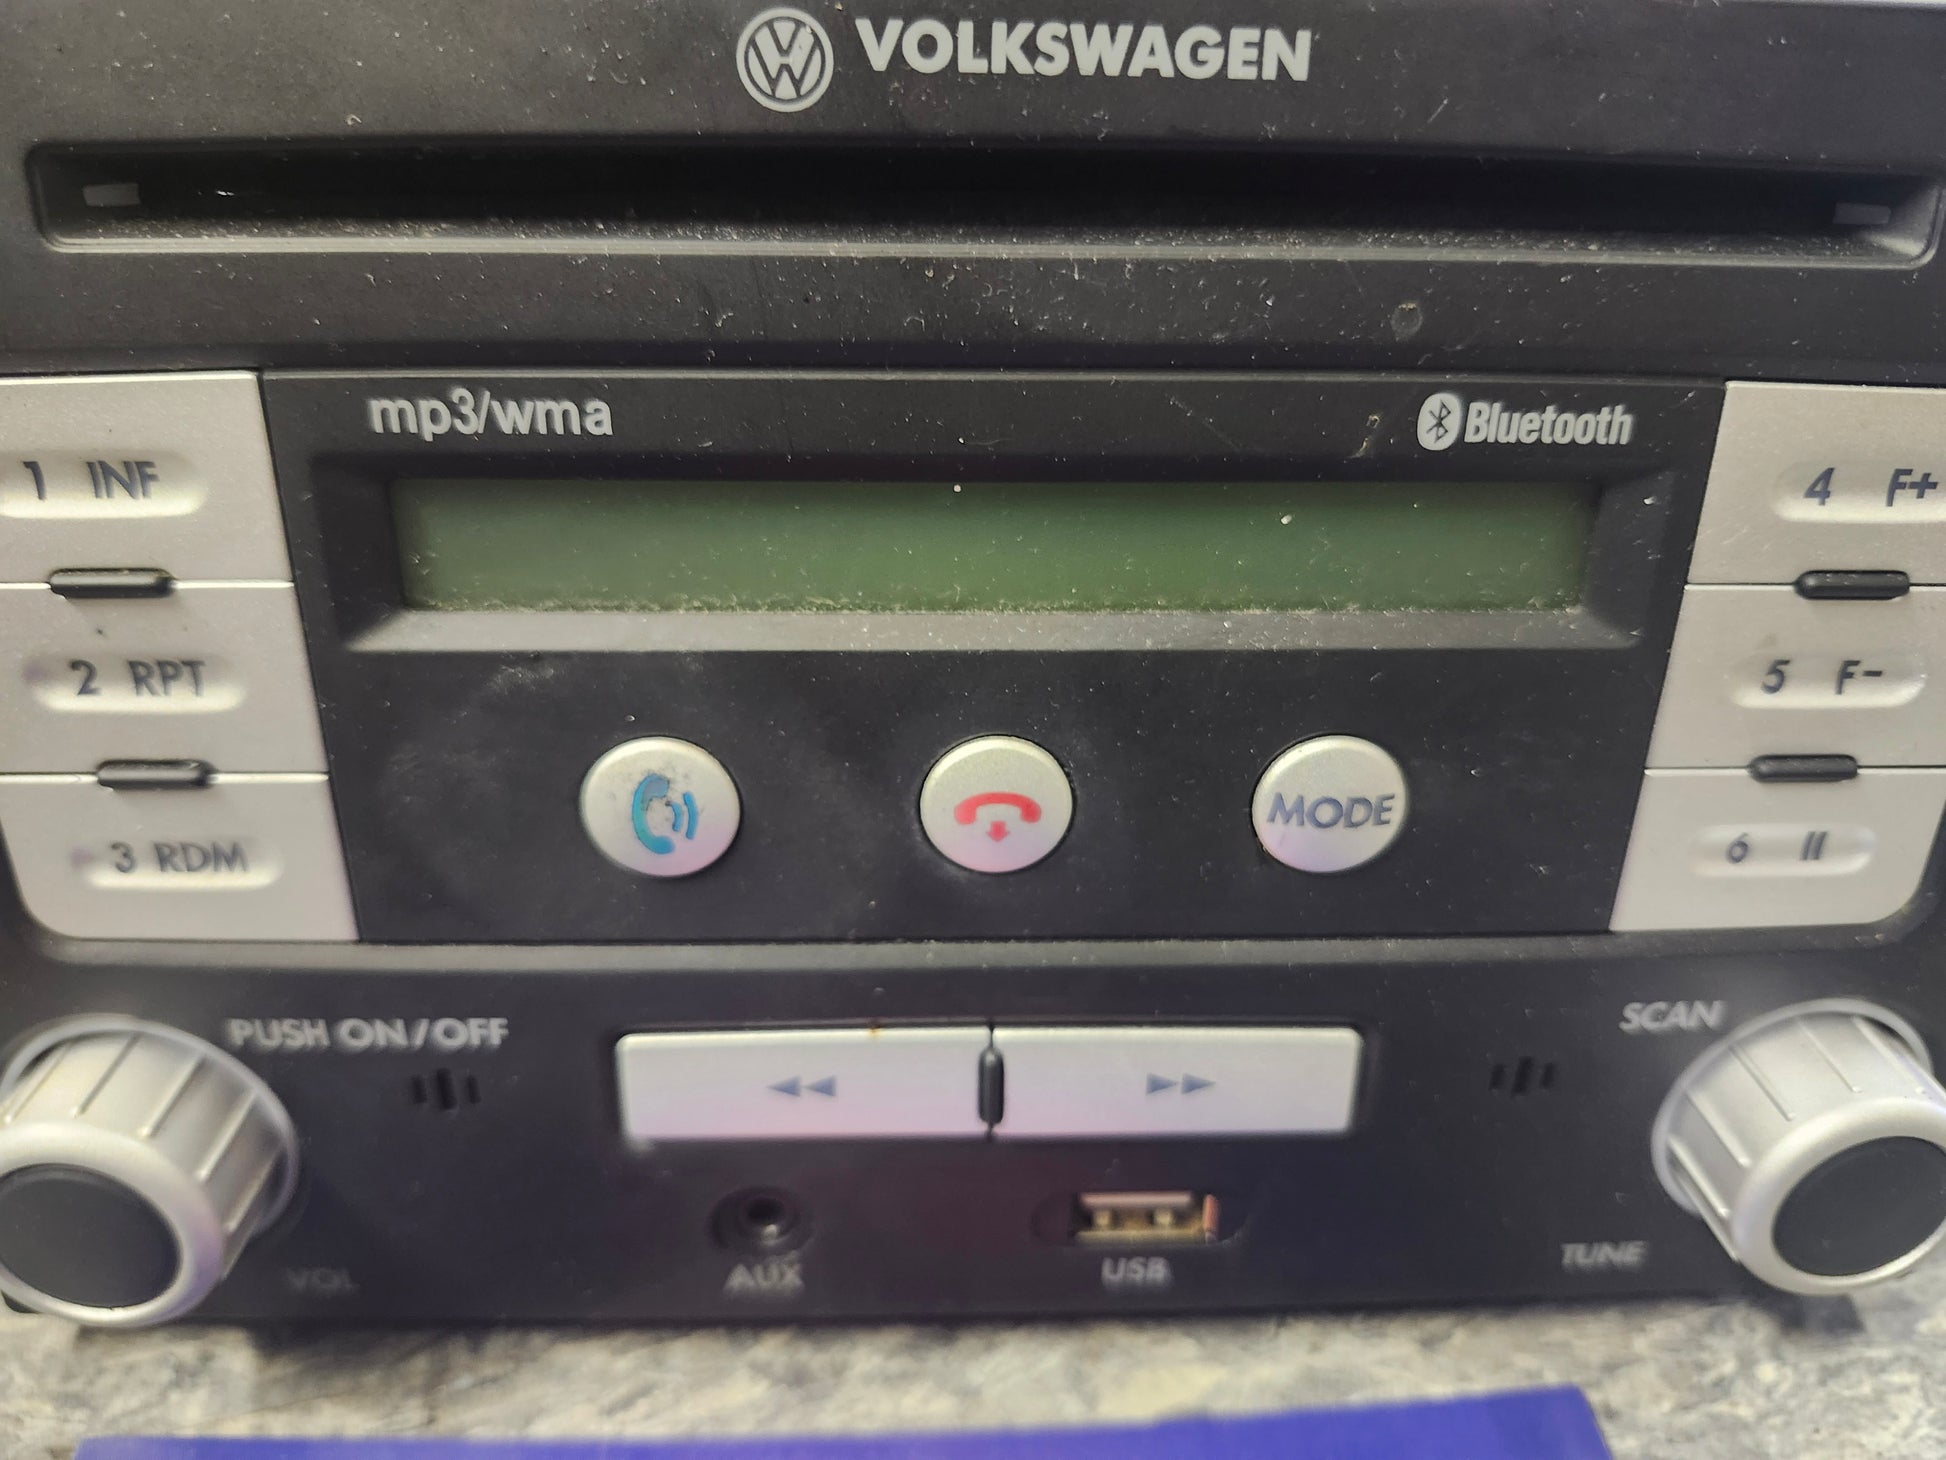 VOLKSWAGEN
mp3/wma
Bluetooth
1 INF
4 F+
2 RPT
5 F-
MODE
3 RDM
6 II
PUSH ON/OFF
SCAN
VOL
AUX
USB
TUNE